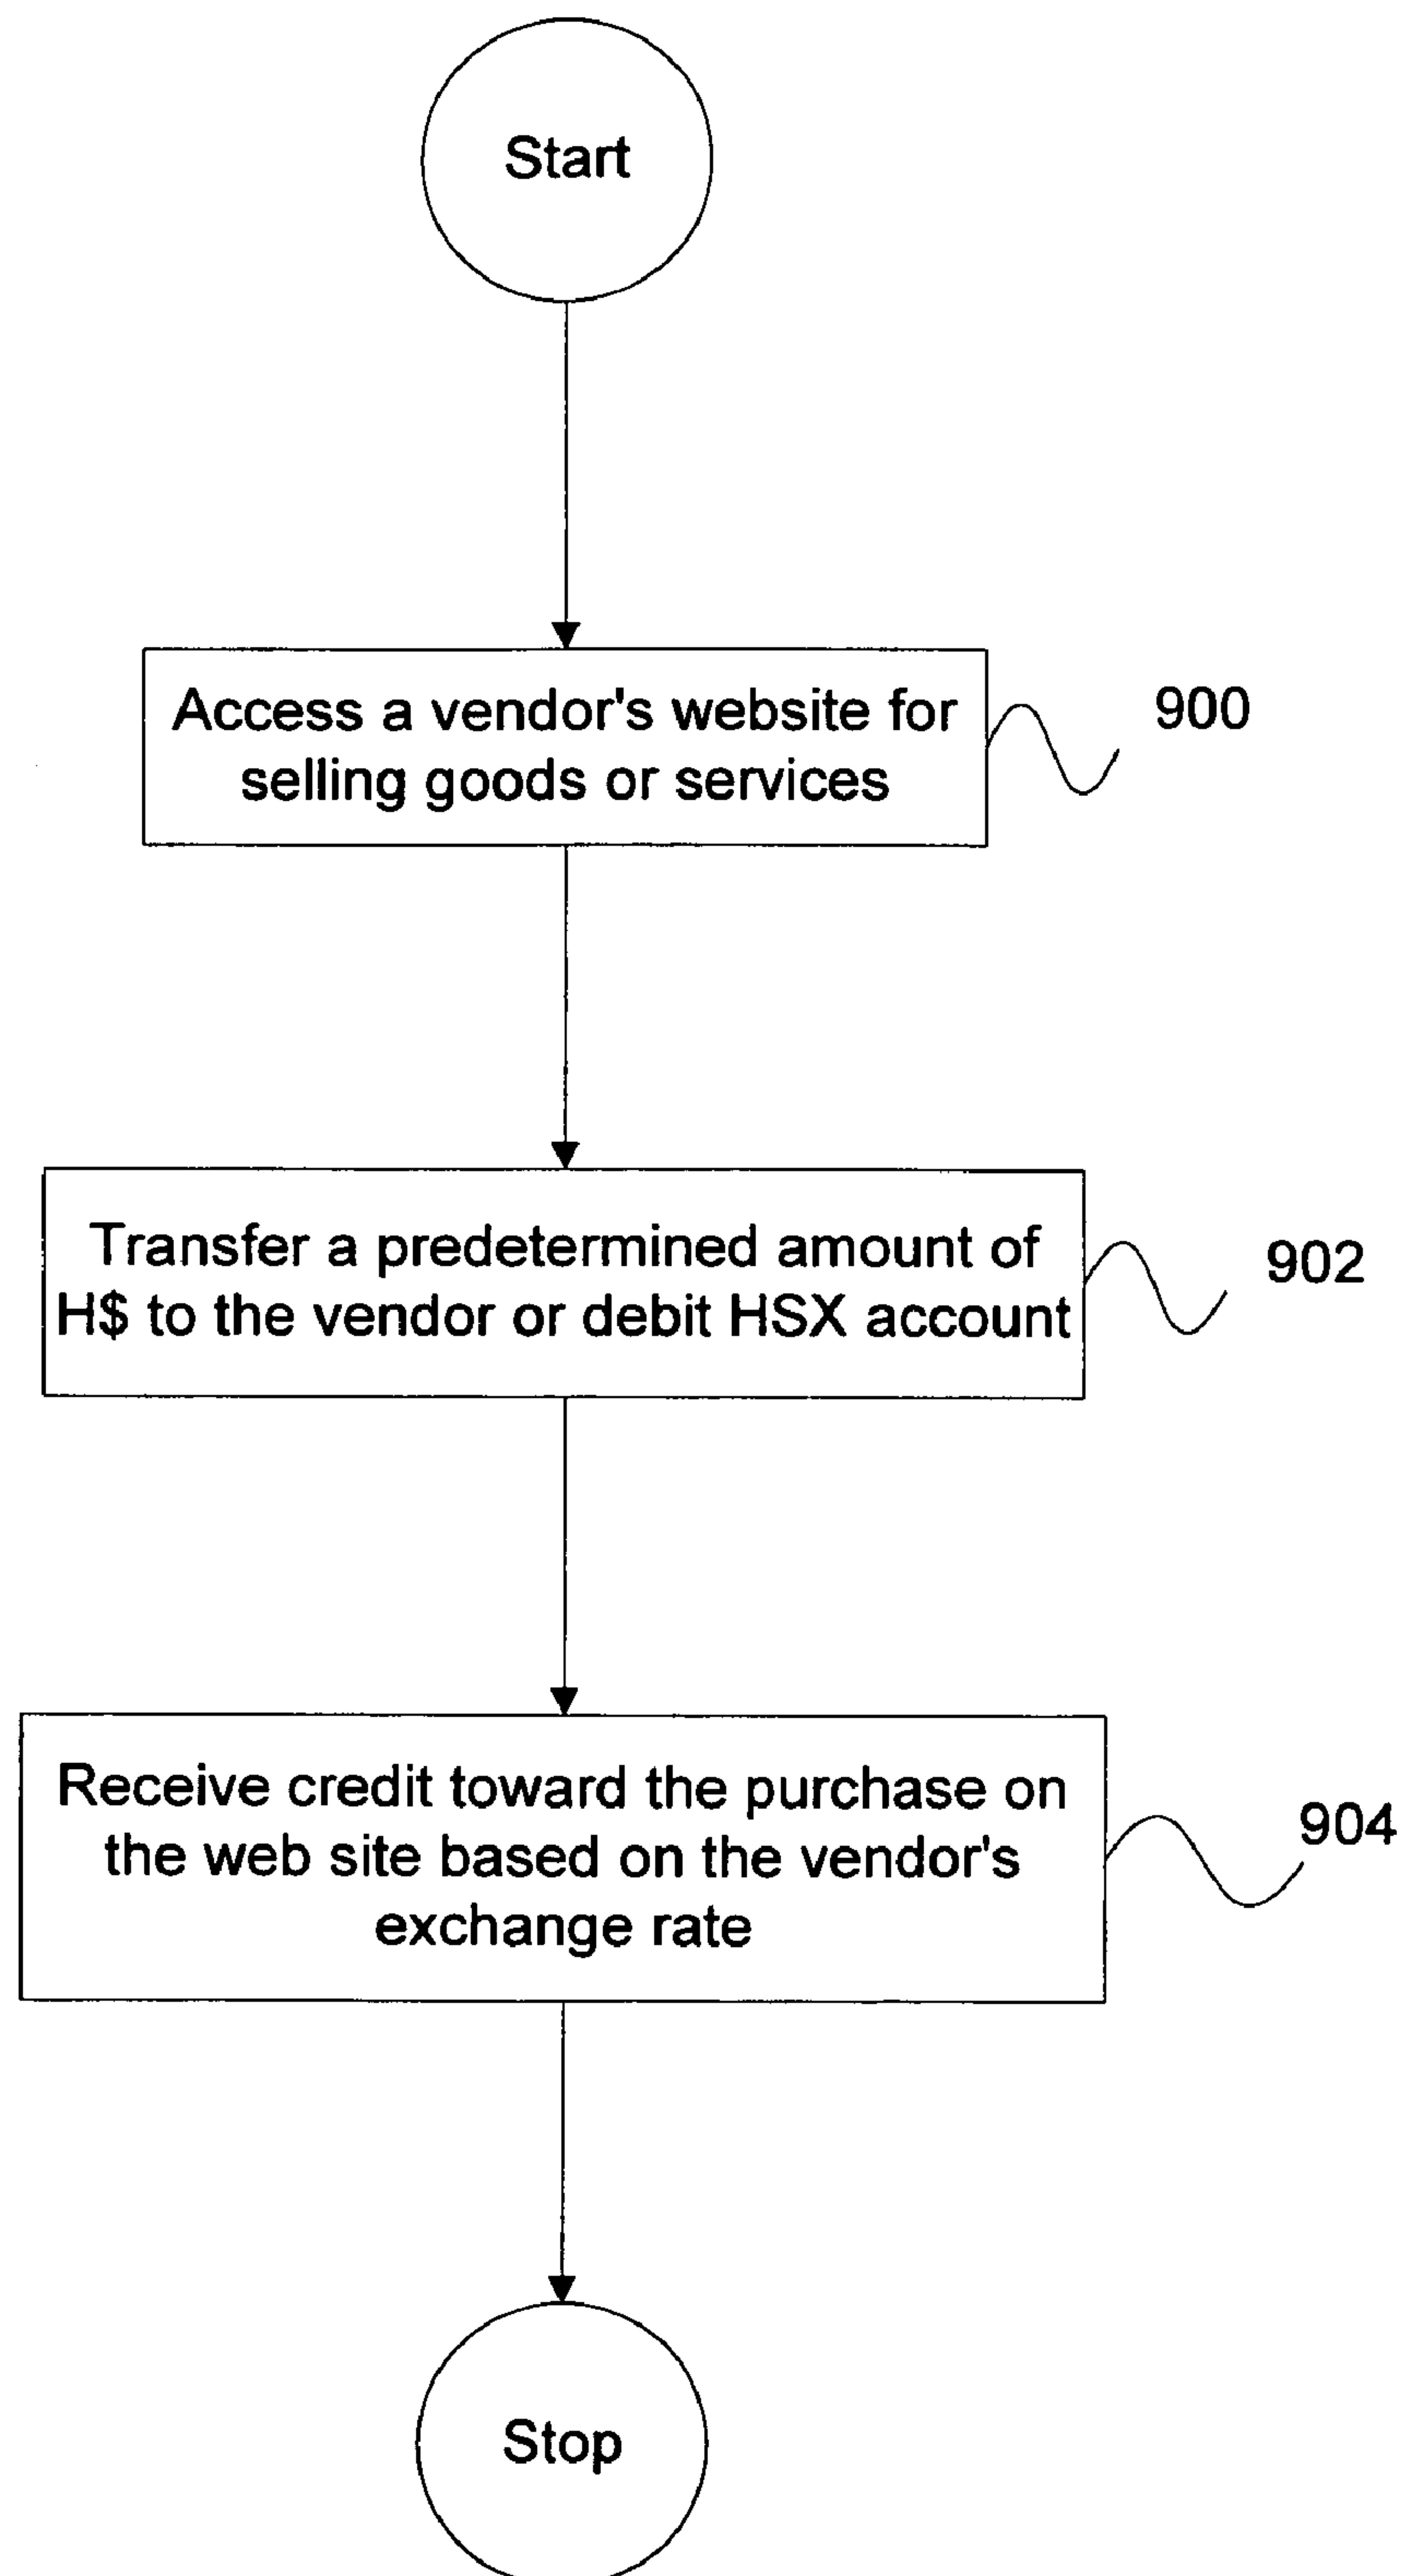 Start
Access a vendor's website for
selling goods or services
900
Transfer a predetermined amount of
H$ to the vendor or debit HSX account
902
Receive credit toward the purchase on
the web site based on the vendor's
exchange rate
904
Stop